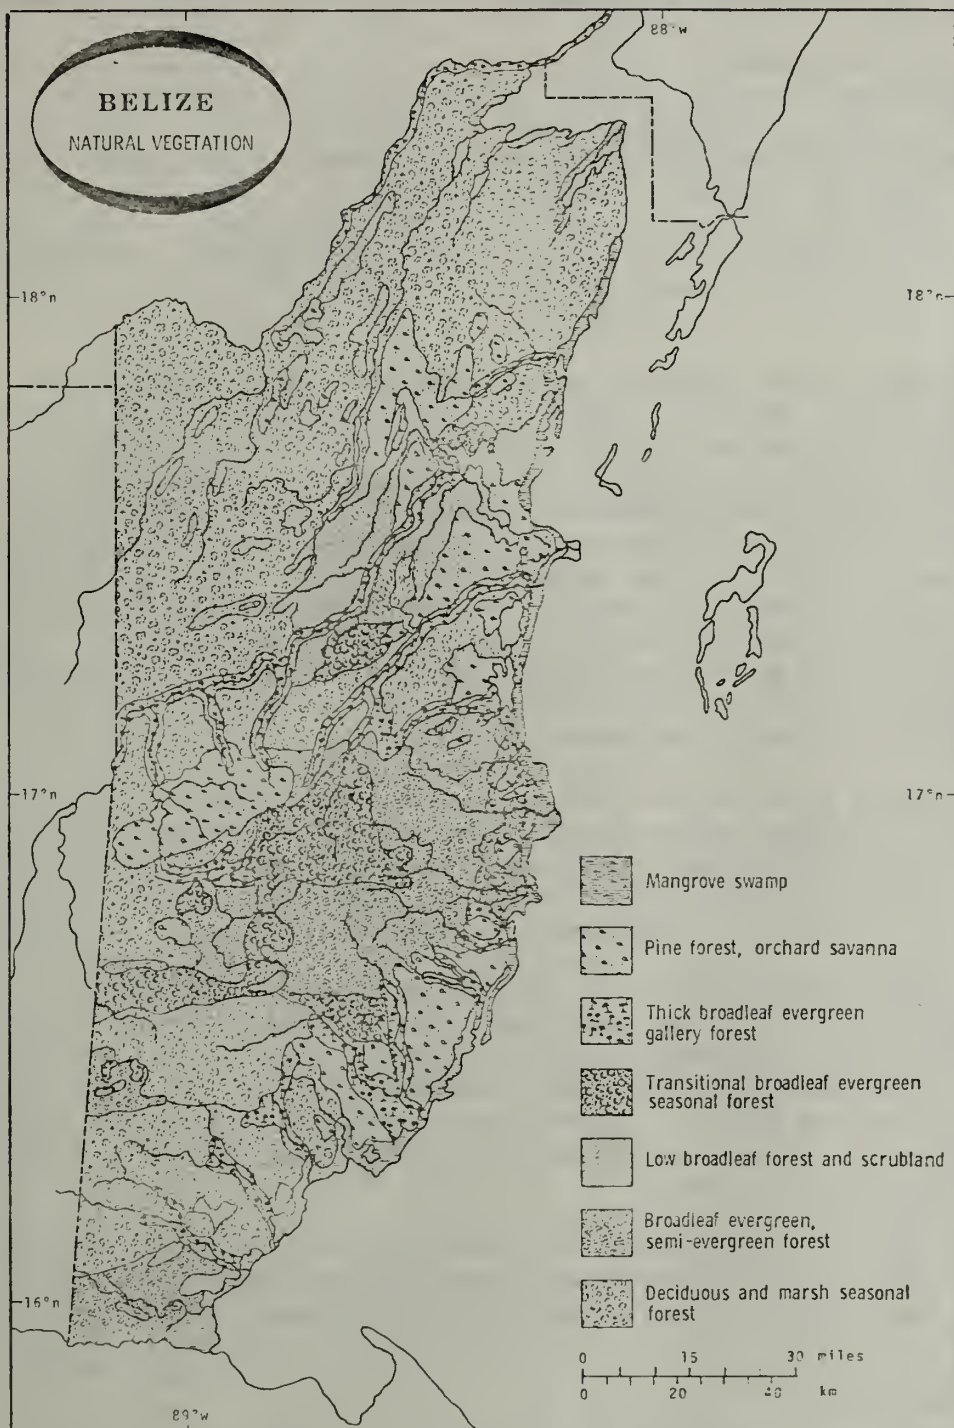 BELIZE
NATURAL VEGETATION
88°w
18°n
18°n
17°n
17°n
Mangrove swamp
Pine forest, orchard savanna
Thick broadleaf evergreen
gallery forest
Transitional broadleaf evergreen
seasonal forest
Low broadleaf forest and scrubland
Broadleaf evergreen,
semi-evergreen forest
16°n
Deciduous and marsh seasonal
forest
0 15 30 miles
0 20 40 km
89°w